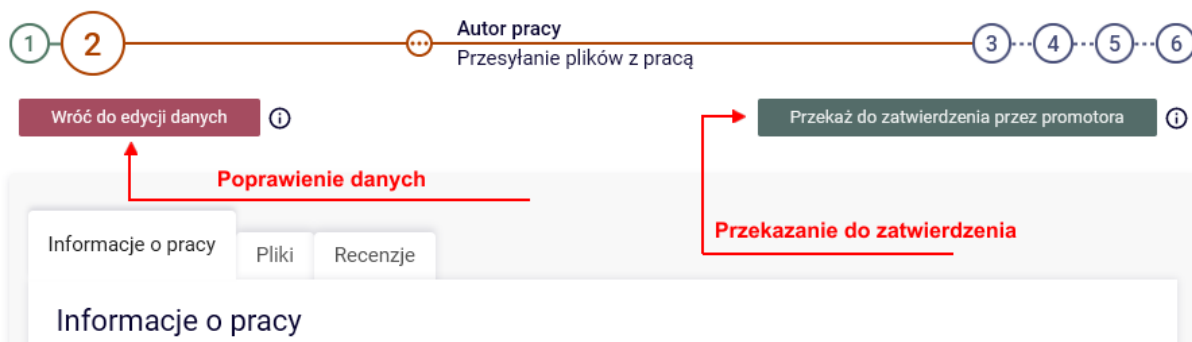 1
2
Autor pracy
Przesyłanie plików z pracą
3
4
5
6
Wróć do edycji danych
Przekaż do zatwierdzenia przez promotora
Poprawienie danych
Przekazanie do zatwierdzenia
Informacje o pracy
Pliki
Recenzje
Informacje o pracy